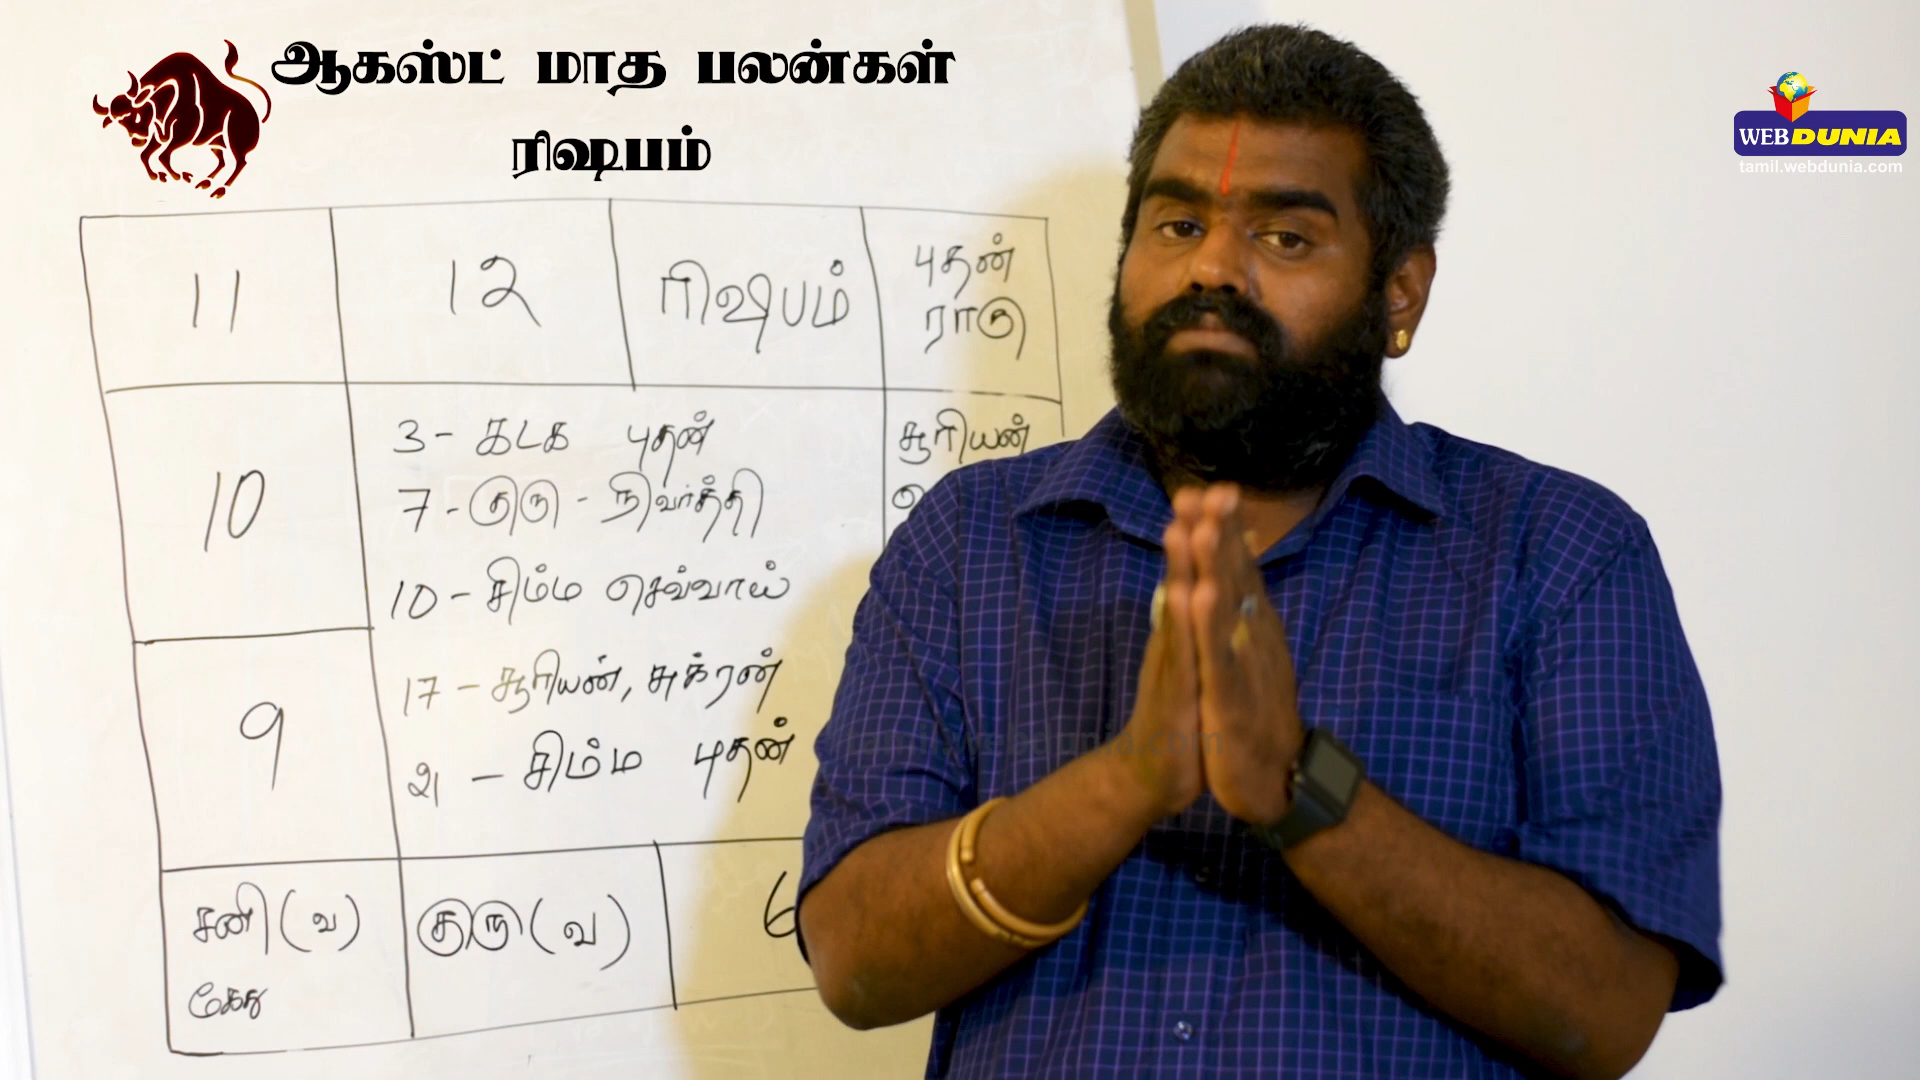 ஆகஸ்ட் மாத பலன்கள்
ரிஷபம்
WEBDUNIA
tamil.webdunia.com
11
12
ரிஷபம்
புதன்
ராகு
10
3 - கடக புதன்
7 - குரு - நிவர்த்தி
10 - சிம்ம செவ்வாய்
17 - சூரியன், சுக்ரன்
21 - சிம்ம புதன்
சூரியன்
9
சனி (வ)
கேது
குரு (வ)
6